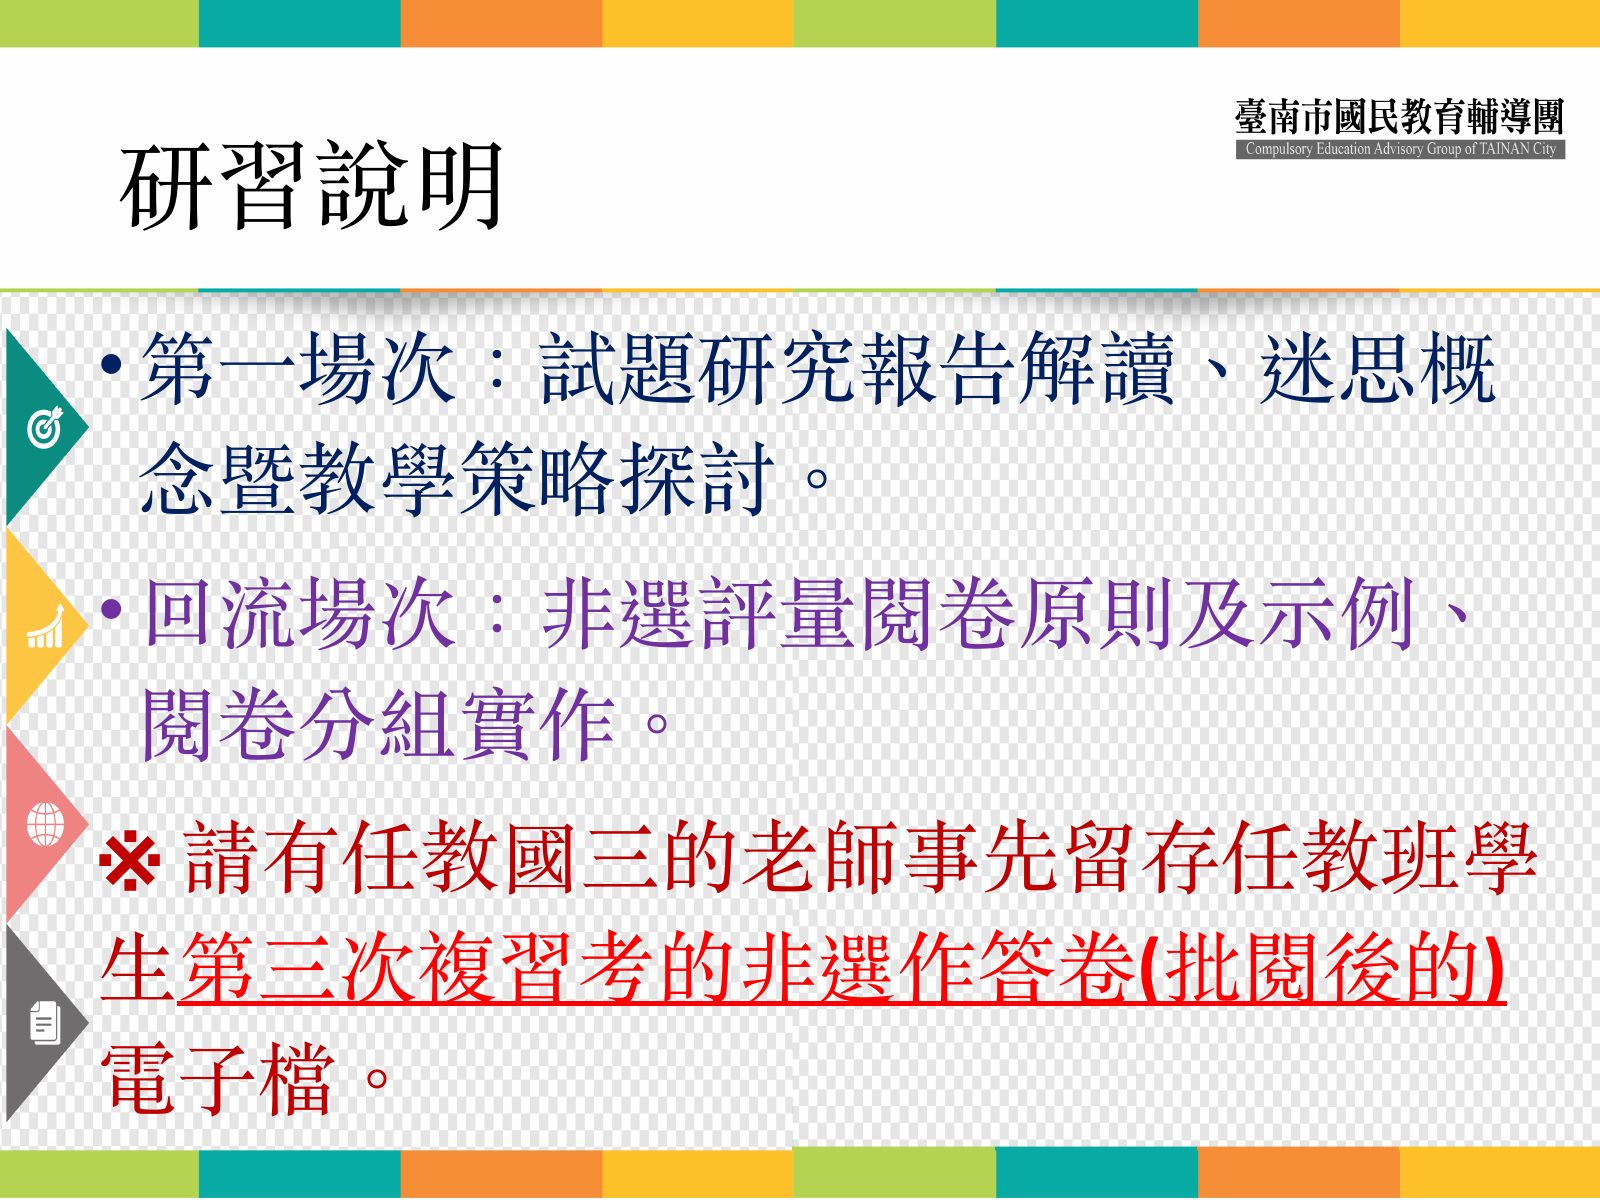 臺南市國民教育輔導團
Compulsory Education Advisory Group of TAINAN City
研習說明
•第一場次：試題研究報告解讀、迷思概
念暨教學策略探討。
•回流場次：非選評量閱卷原則及示例、
閱卷分組實作。
※ 請有任教國三的老師事先留存任教班學
生第三次複習考的非選作答卷(批閱後的)
電子檔。